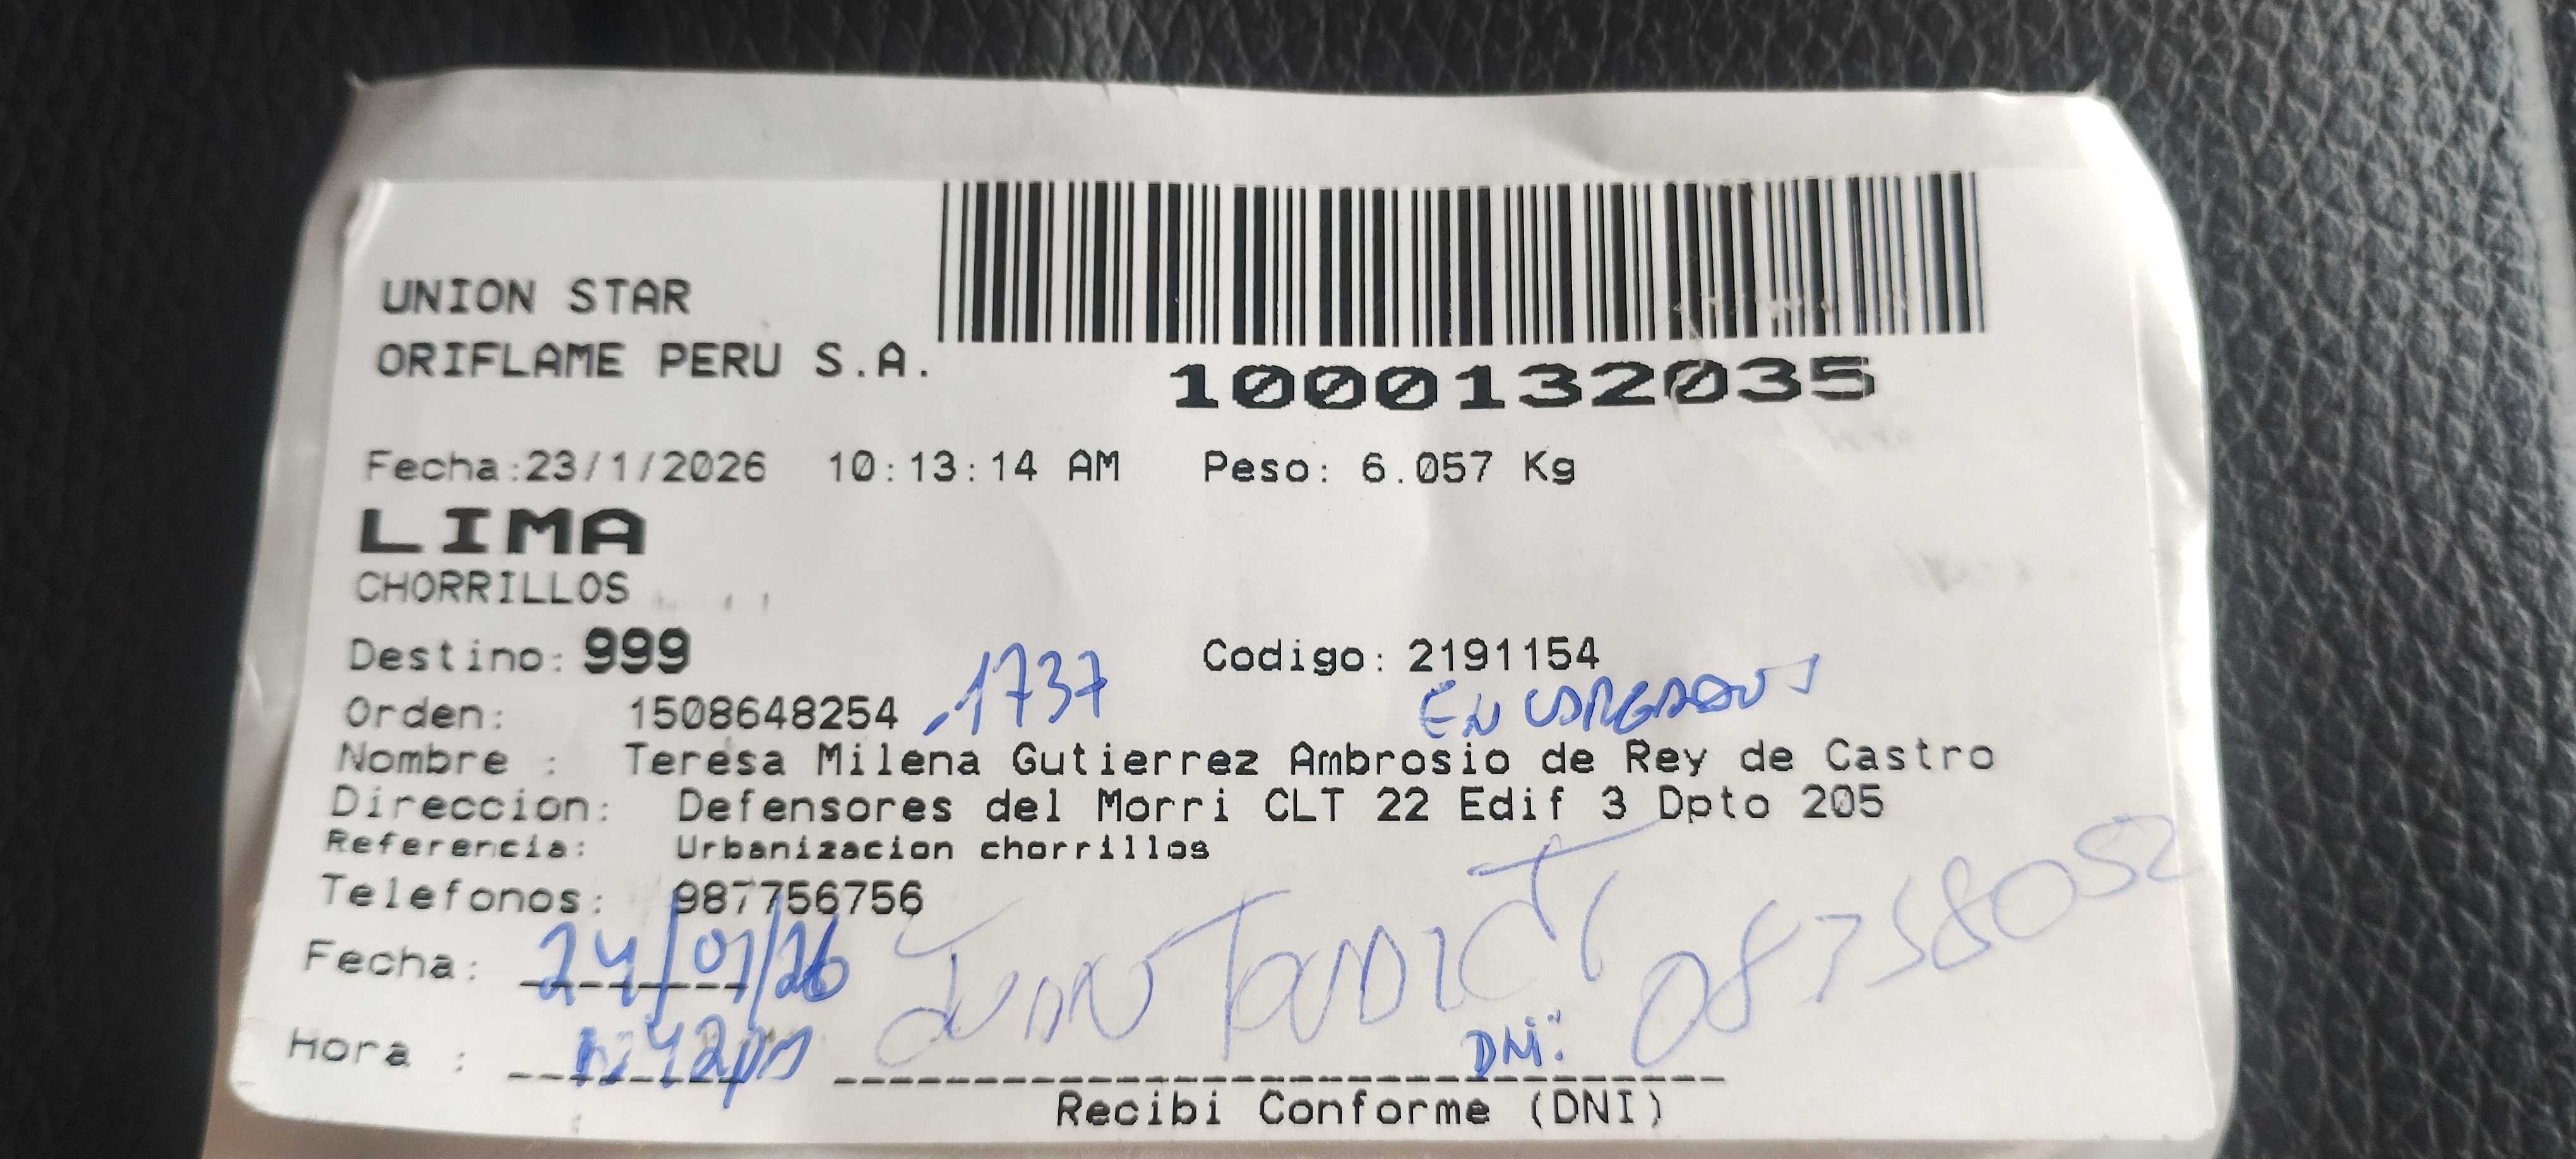 UNION STAR
ORIFLAME PERU S.A.
1000132035
Fecha:23/1/2026 10:13:14 AM Peso: 6.057 Kg
LIMA
CHORRILLOS
Destino: 999 Codigo: 2191154
Orden: 1508648254 -1737 ENCARGADOS
Nombre : Teresa Milena Gutierrez Ambrosio de Rey de Castro
Direccion: Defensores del Morri CLT 22 Edif 3 Dpto 205
Referencia: Urbanizacion chorrillos
Telefonos: 987756756
Fecha: 24/01/26 08758052
Hora : DNi:
Recibi Conforme (DNI)